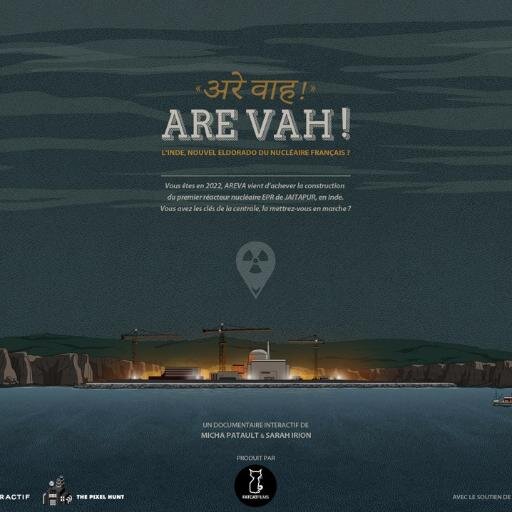 « अरे वाह ! »
ARE VAH !
L'INDE, NOUVEL ELDORADO DU NUCLÉAIRE FRANÇAIS ?
Vous êtes en 2022, AREVA vient d'achever la construction
du premier réacteur nucléaire EPR de JAITAPUR, en Inde.
Vous avez les clés de la centrale, la mettrez-vous en marche ?
UN DOCUMENTAIRE INTERACTIF DE
MICHA PATAULT & SARAH IRION
PRODUIT PAR
RACTIF
THE PIXEL HUNT
FATCATFILMS
AVEC LE SOUTIEN DE